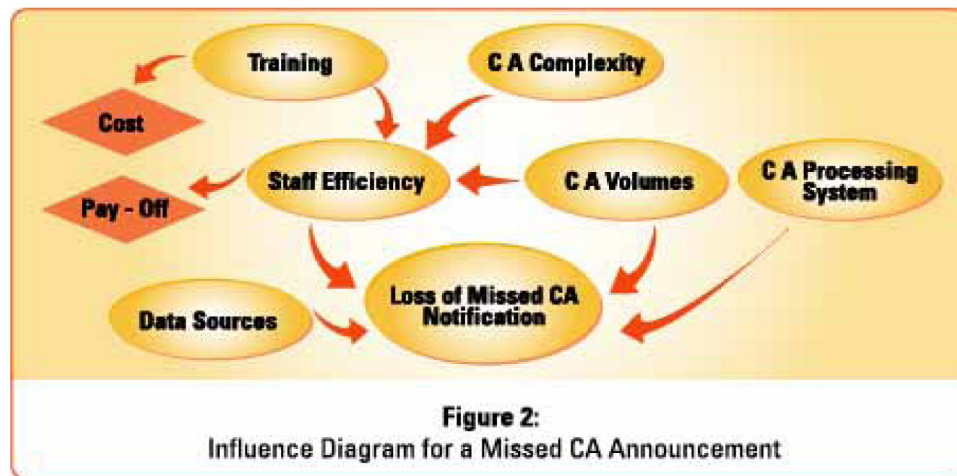 Training
C A Complexity
Cost
Staff Efficiency
C A Volumes
C A Processing
System
Pay - Off
Data Sources
Loss of Missed CA
Notification
Figure 2:
Influence Diagram for a Missed CA Announcement